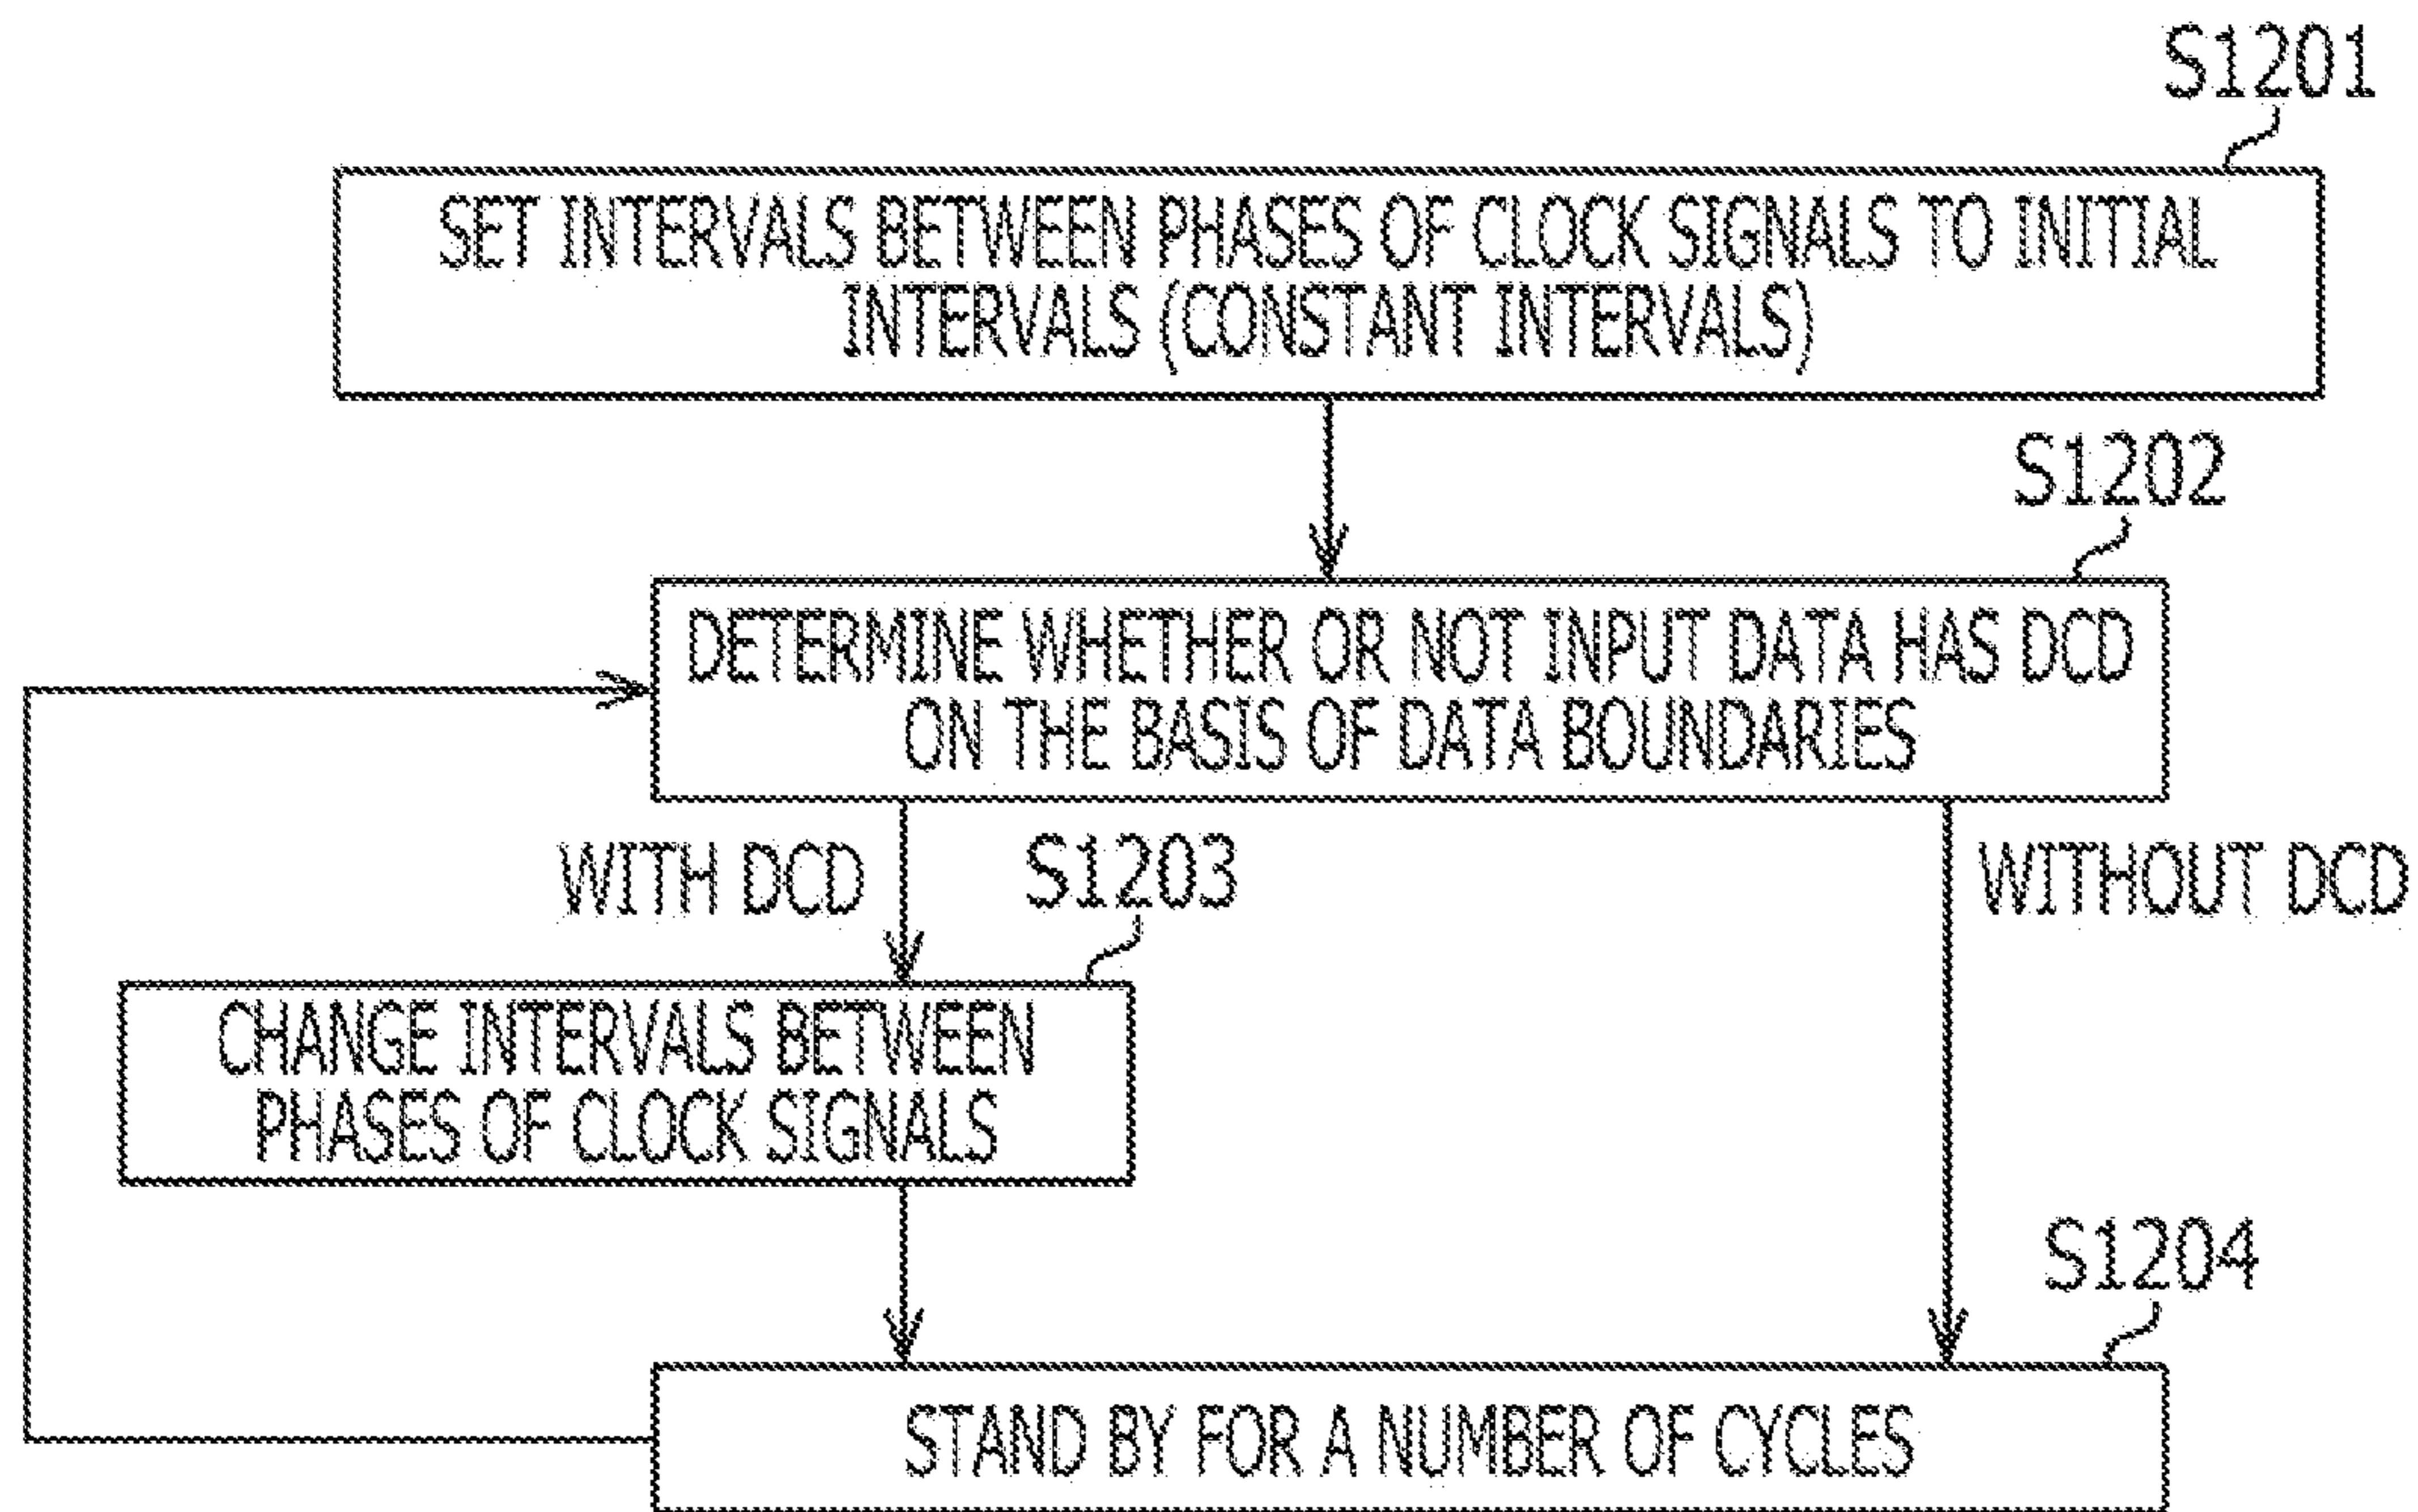 S1201
SET INTERVALS BETWEEN PHASES OF CLOCK SIGNALS TO INITIAL
INTERVALS (CONSTANT INTERVALS)
S1202
DETERMINE WHETHER OR NOT INPUT DATA HAS DCD
ON THE BASIS OF DATA BOUNDARIES
WITH DCD
S1203
WITHOUT DCD
CHANGE INTERVALS BETWEEN
PHASES OF CLOCK SIGNALS
S1204
STAND BY FOR A NUMBER OF CYCLES